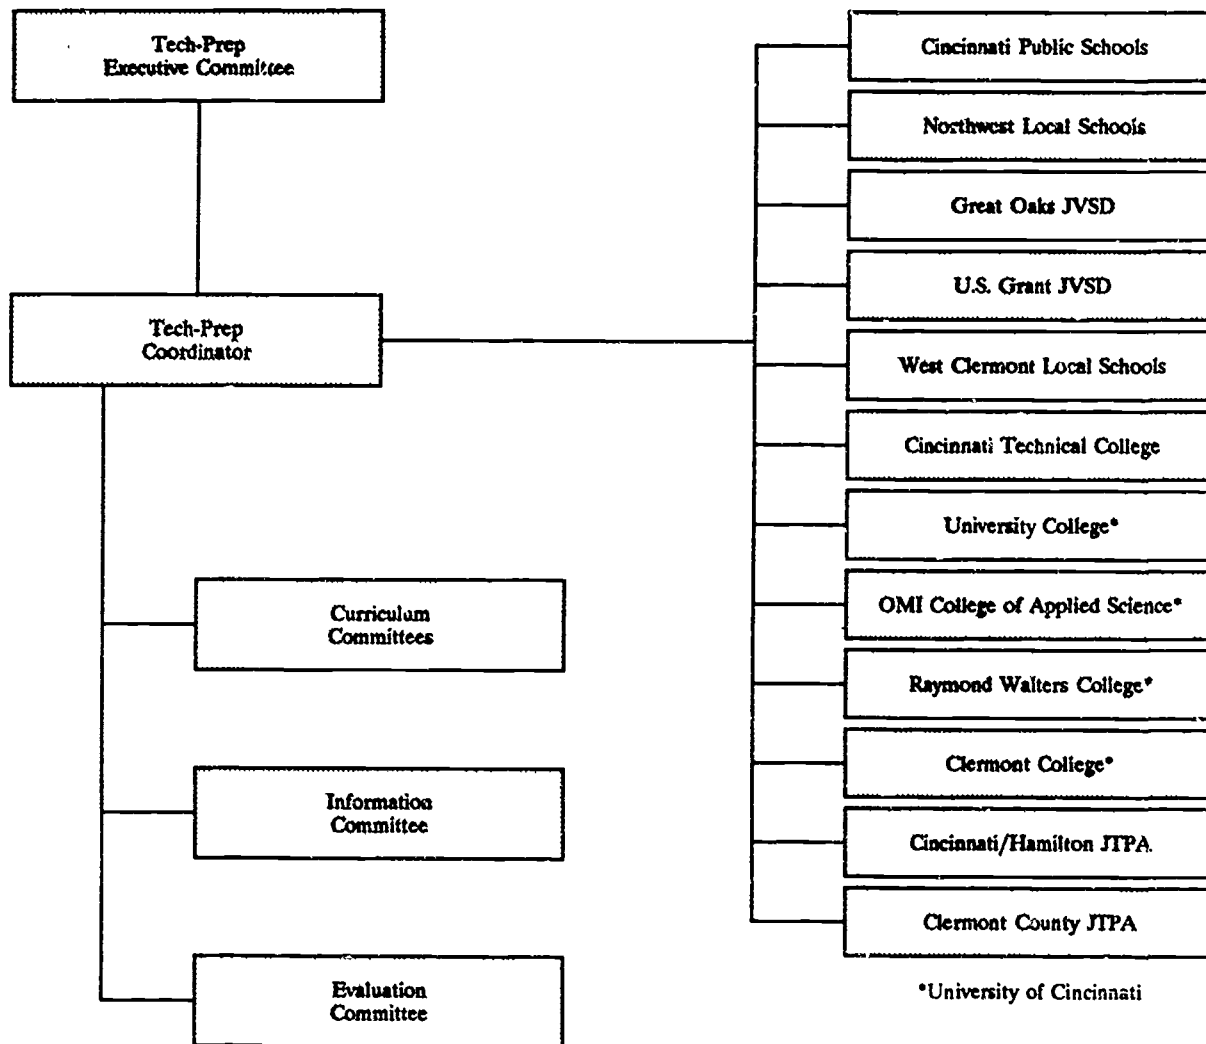 Tech-Prep
Executive Committee
Tech-Prep
Coordinator
Curriculum
Committees
Information
Committee
Evaluation
Committee
Cincinnati Public Schools
Northwest Local Schools
Great Oaks JVSD
U.S. Grant JVSD
West Clermont Local Schools
Cincinnati Technical College
University College*
OMI College of Applied Science*
Raymond Walters College*
Clermont College*
Cincinnati/Hamilton JTPA
Clermont County JTPA
*University of Cincinnati